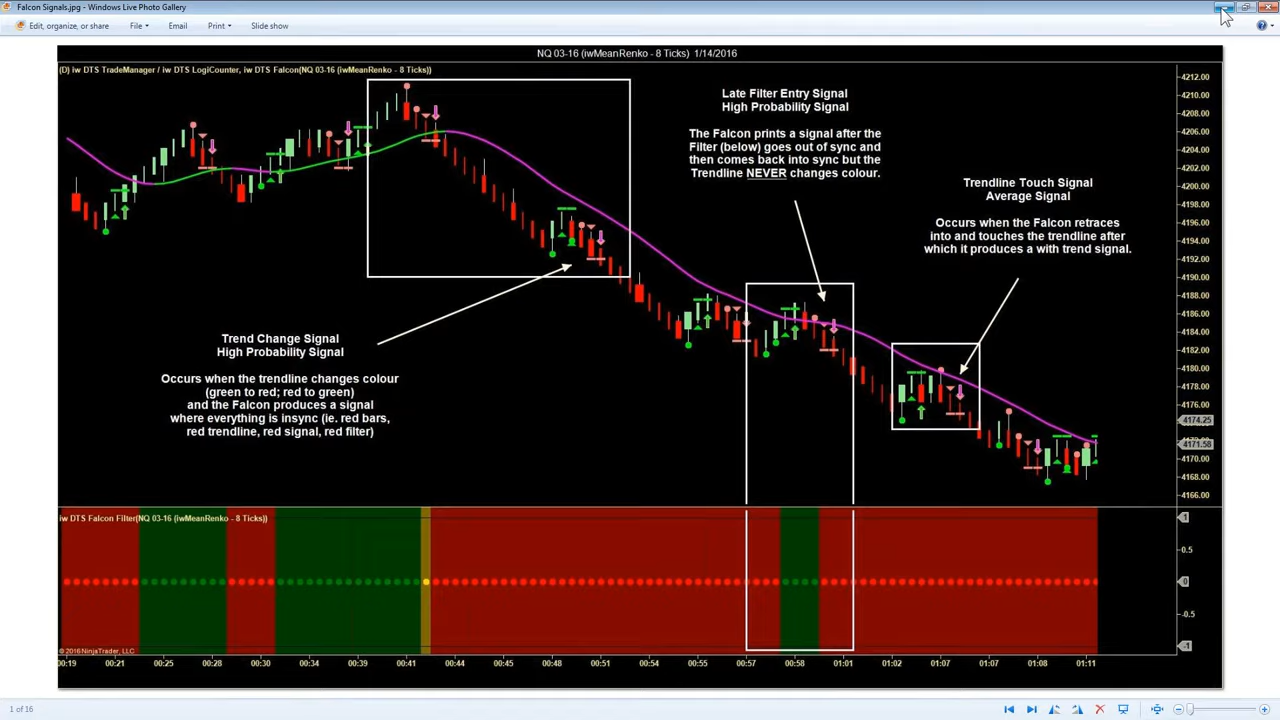 Falcon Signals.jpg - Windows Live Photo Gallery
Edit, organize, or share
File
Email
Print
Slide show
NQ 03-16 (iwMeanRenko - 8 Ticks) 1/14/2016
(D) iw DTS TradeManager / iw DTS LogiCounter, iw DTS Falcon(NQ 03-16 (iwMeanRenko - 8 Ticks))
Late Filter Entry Signal
High Probability Signal
The Falcon prints a signal after the
Filter (below) goes out of sync and
then comes back into sync but the
Trendline NEVER changes colour.
Trendline Touch Signal
Average Signal
Occurs when the Falcon retraces
into and touches the trendline after
which it produces a with trend signal.
Trend Change Signal
High Probability Signal
Occurs when the trendline changes colour
(green to red; red to green)
and the Falcon produces a signal
where everything is insync (ie. red bars,
red trendline, red signal, red filter)
4212.00
4210.00
4208.00
4206.00
4204.00
4202.00
4200.00
4198.00
4196.00
4194.00
4192.00
4190.00
4188.00
4186.00
4184.00
4182.00
4180.00
4178.00
4176.00
4174.25
4171.58
4170.00
4168.00
4166.00
iw DTS Falcon Filter(NQ 03-16 (iwMeanRenko - 8 Ticks))
1
0.5
0
-0.5
-1
© 2016 NinjaTrader, LLC
00:19 00:21 00:25 00:28 00:30 00:34 00:39 00:41 00:44 00:45 00:48 00:51 00:54 00:55 00:57 00:58 01:01 01:02 01:07 01:07 01:08 01:11
1 of 16